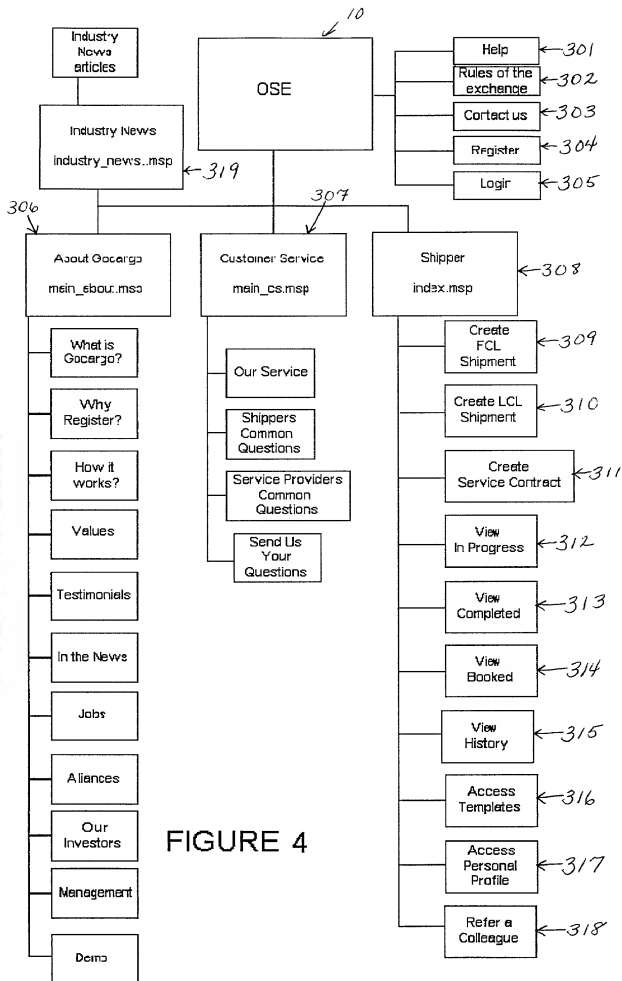 10
Industry
News
articles
OSE
Help
301
Rules of the
exchange
302
Contact us
303
Register
304
Login
305
Industry News
industry_news..msp
319
306
307
About Gocargo
main_about.msp
Customer Service
main_cs.msp
Shipper
index.msp
308
What is
Gocargo?
Why
Register?
How it
works?
Values
Testimonials
In the News
Jobs
Aliances
Our
Investors
Management
Demo
Our Service
Shippers
Common
Questions
Service Providers
Common
Questions
Send Us
Your
Questions
Create
FCL
Shipment
309
Create LCL
Shipment
310
Create
Service Contract
311
View
In Progress
312
View
Completed
313
View
Booked
314
View
History
315
Access
Templates
316
Access
Personal
Profile
317
Refer a
Colleague
318
FIGURE 4